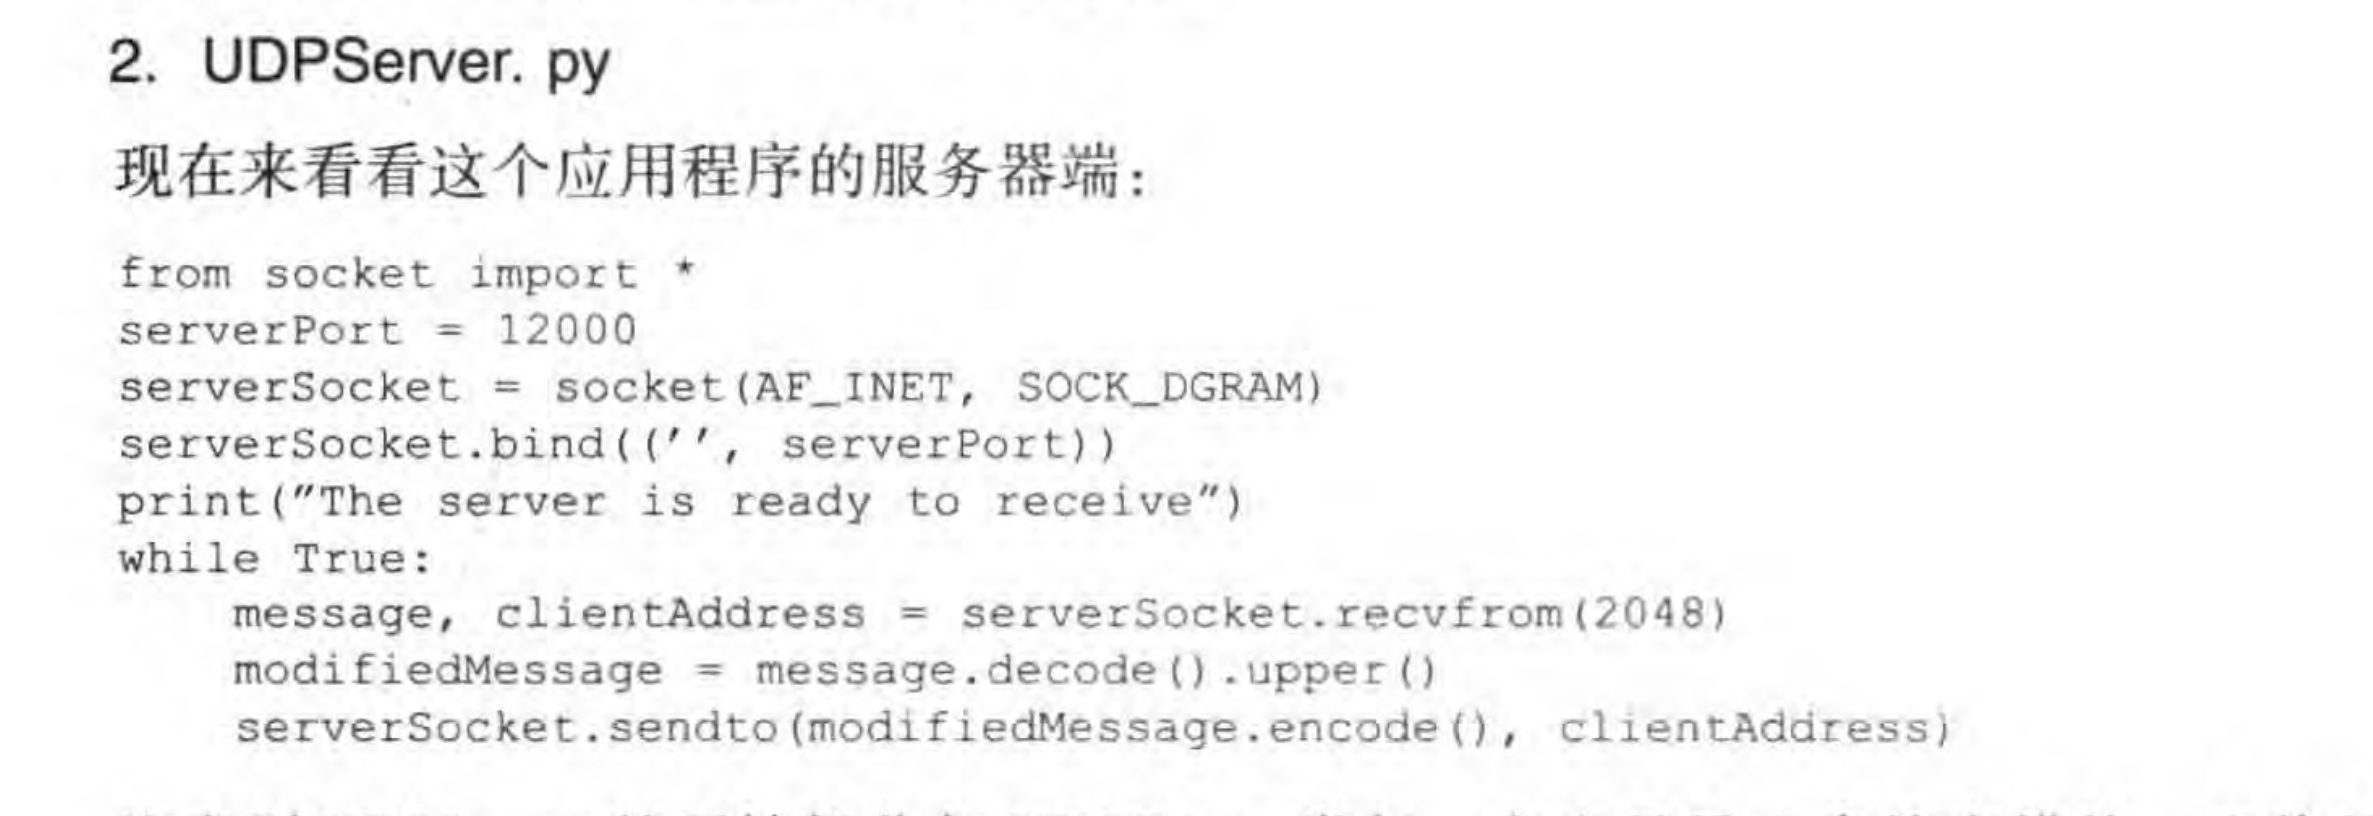 2. UDPServer. py
现在来看看这个应用程序的服务器端:
from socket import *
serverPort = 12000
serverSocket = socket(AF_INET, SOCK_DGRAM)
serverSocket.bind(('', serverPort))
print("The server is ready to receive")
while True:
    message, clientAddress = serverSocket.recvfrom(2048)
    modifiedMessage = message.decode().upper()
    serverSocket.sendto(modifiedMessage.encode(), clientAddress)